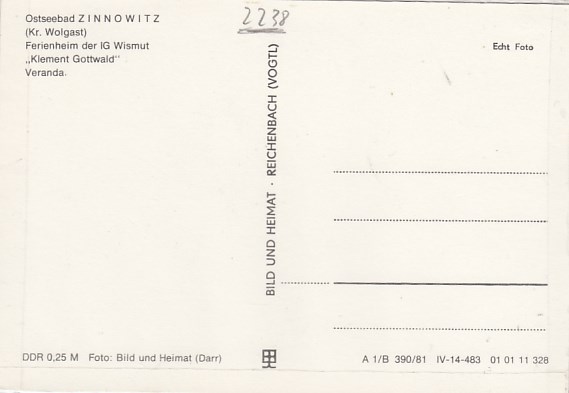 Ostseebad ZINNOWITZ
(Kr. Wolgast)
Ferienheim der IG Wismut
„Klement Gottwald"
Veranda.
2238
Echt Foto
BILD UND HEIMAT · REICHENBACH (VOGTL)
DDR 0,25 M Foto: Bild und Heimat (Darr)
A 1/B 390/81 IV-14-483 01 01 11 328